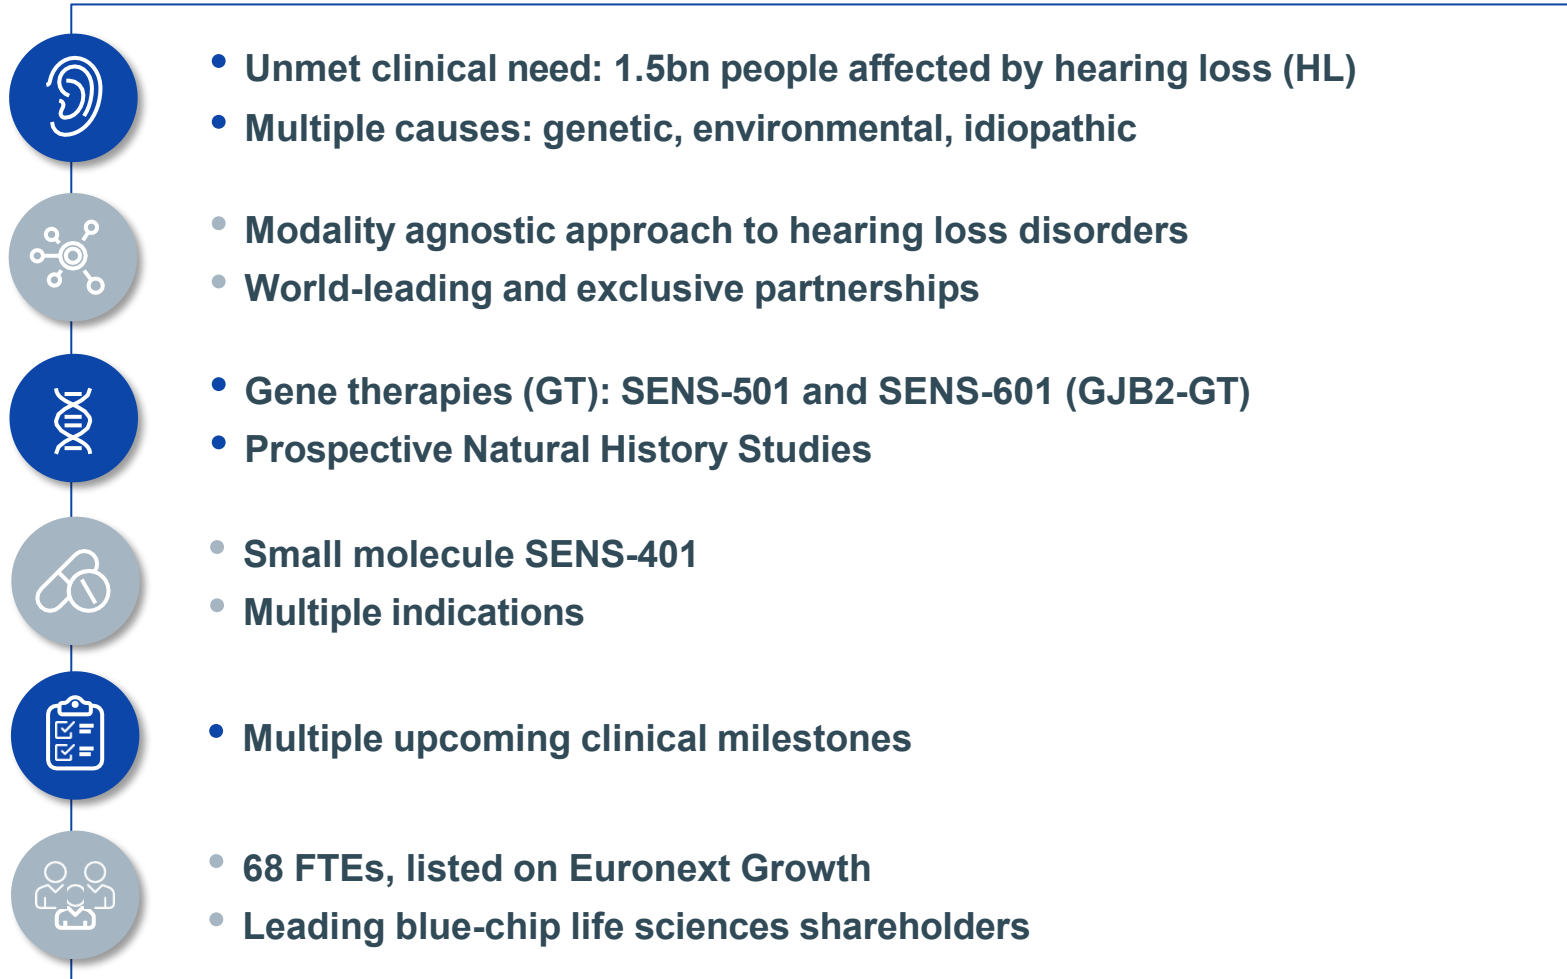 • Unmet clinical need: 1.5bn people affected by hearing loss (HL)
• Multiple causes: genetic, environmental, idiopathic
• Modality agnostic approach to hearing loss disorders
• World-leading and exclusive partnerships
• Gene therapies (GT): SENS-501 and SENS-601 (GJB2-GT)
• Prospective Natural History Studies
• Small molecule SENS-401
• Multiple indications
• Multiple upcoming clinical milestones
• 68 FTEs, listed on Euronext Growth
• Leading blue-chip life sciences shareholders